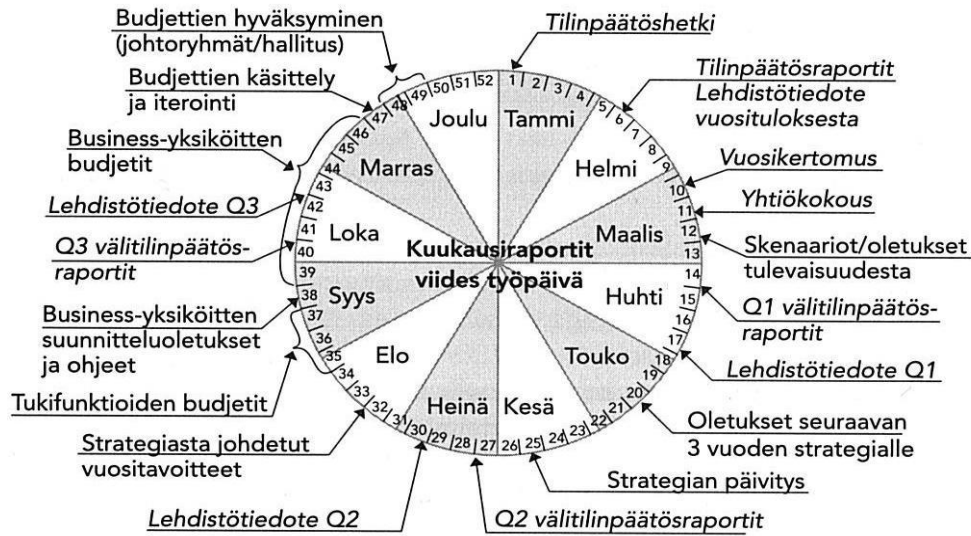 Budjettien hyväksyminen
(johtoryhmät/hallitus)
Budjettien käsittely
ja iterointi
Business-yksiköitten
budjetit
Lehdistötiedote Q3
Q3 välitilinpäätös-
raportit
Business-yksiköitten
suunnitteluoletukset
ja ohjeet
Tukifunktioiden budjetit
Strategiasta johdetut
vuositavoitteet
Lehdistötiedote Q2
Tilinpäätöshetki
Tilinpäätösraportit
Lehdistötiedote
vuosituloksesta
Vuosikertomus
Yhtiökokous
Skenaariot/oletukset
tulevaisuudesta
Q1 välitilinpäätös-
raportit
Lehdistötiedote Q1
Oletukset seuraavan
3 vuoden strategialle
Strategian päivitys
Q2 välitilinpäätösraportit
Kuukausiraportit
viides työpäivä
Tammi
Helmi
Maalis
Huhti
Touko
Kesä
Heinä
Elo
Syys
Loka
Marras
Joulu
1
2
3
4
5
6
7
8
9
10
11
12
13
14
15
16
17
18
19
20
21
22
23
24
25
26
27
28
29
30
31
32
33
34
35
36
37
38
39
40
41
42
43
44
45
46
47
48
49
50
51
52